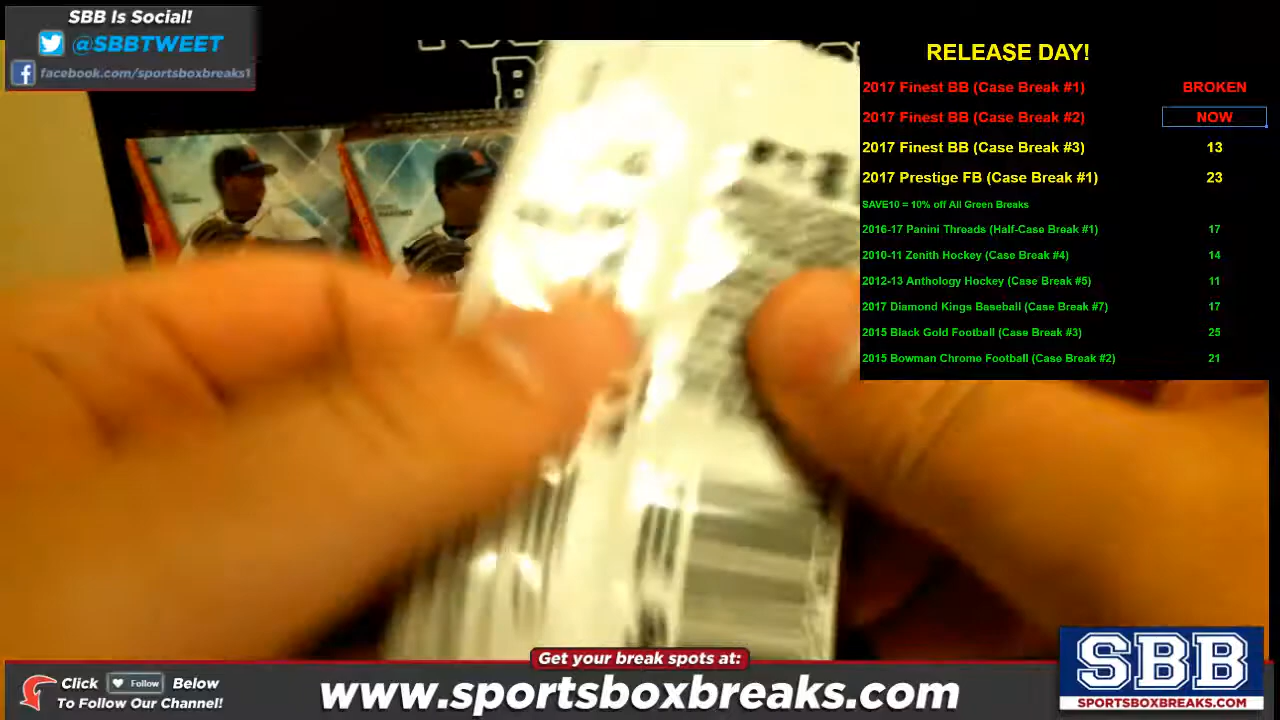 SBB Is Social!
@SBBTWEET
facebook.com/sportsboxbreaks1
RELEASE DAY!
2017 Finest BB (Case Break #1) BROKEN
2017 Finest BB (Case Break #2) NOW
2017 Finest BB (Case Break #3) 13
2017 Prestige FB (Case Break #1) 23
SAVE10 = 10% off All Green Breaks
2016-17 Panini Threads (Half-Case Break #1) 17
2010-11 Zenith Hockey (Case Break #4) 14
2012-13 Anthology Hockey (Case Break #5) 11
2017 Diamond Kings Baseball (Case Break #7) 17
2015 Black Gold Football (Case Break #3) 25
2015 Bowman Chrome Football (Case Break #2) 21
Get your break spots at:
Click Follow Below
To Follow Our Channel!
www.sportsboxbreaks.com
SBB
SPORTSBOXBREAKS.COM